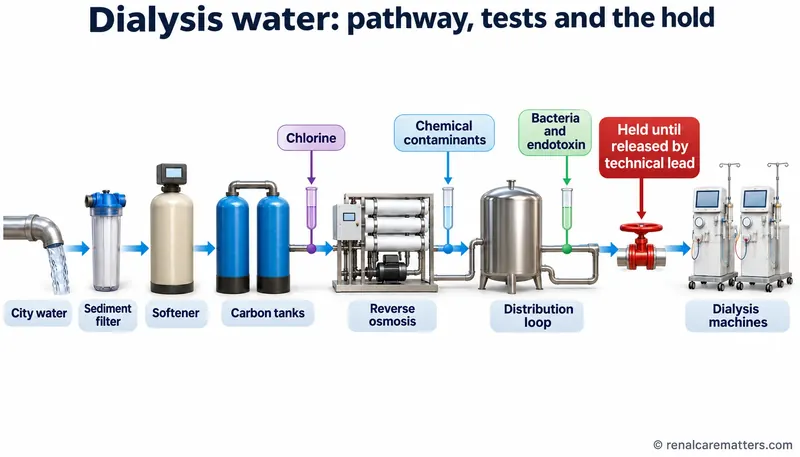 Dialysis water: pathway, tests and the hold
Chlorine
Chemical
contaminants
Bacteria
and
endotoxin
Held until
released by
technical lead
City water
Sediment
filter
Softener
Carbon tanks
Reverse
osmosis
Distribution
loop
Dialysis
machines
© renalcarematters.com